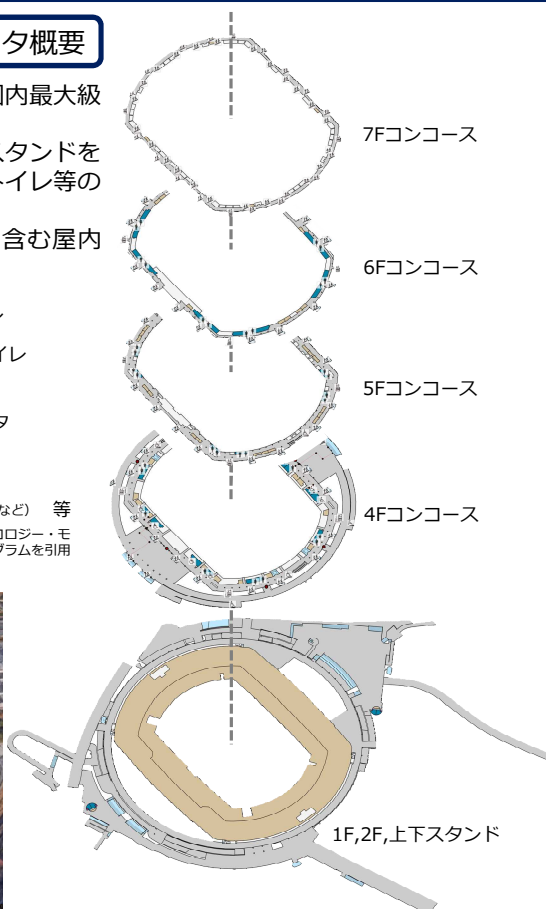 タ概要
国内最大級
スタンドを
トイレ等の
含む屋内
イレ
タ
など） 等
コロジー・モ
グラムを引用
7Fコンコース
6Fコンコース
5Fコンコース
4Fコンコース
1F,2F,上下スタンド